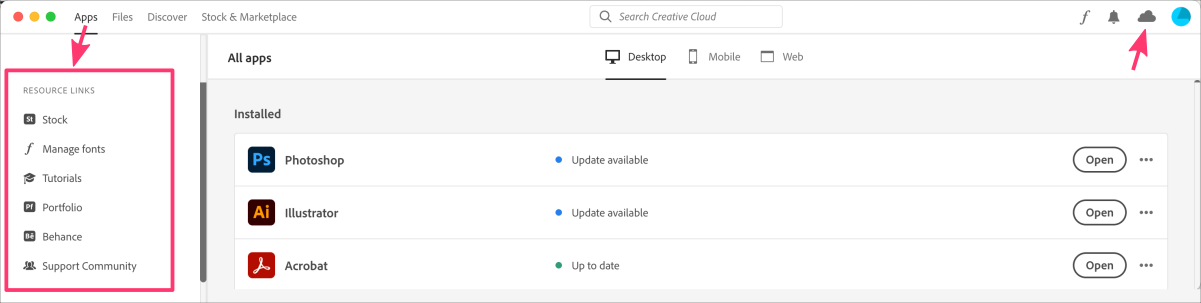 Apps Files Discover Stock & Marketplace Search Creative Cloud
All apps Desktop Mobile Web
RESOURCE LINKS
St Stock
Manage fonts
Tutorials
Pf Portfolio
Bē Behance
Support Community
Installed
Ps Photoshop Update available Open
Ai Illustrator Update available Open
Acrobat Up to date Open